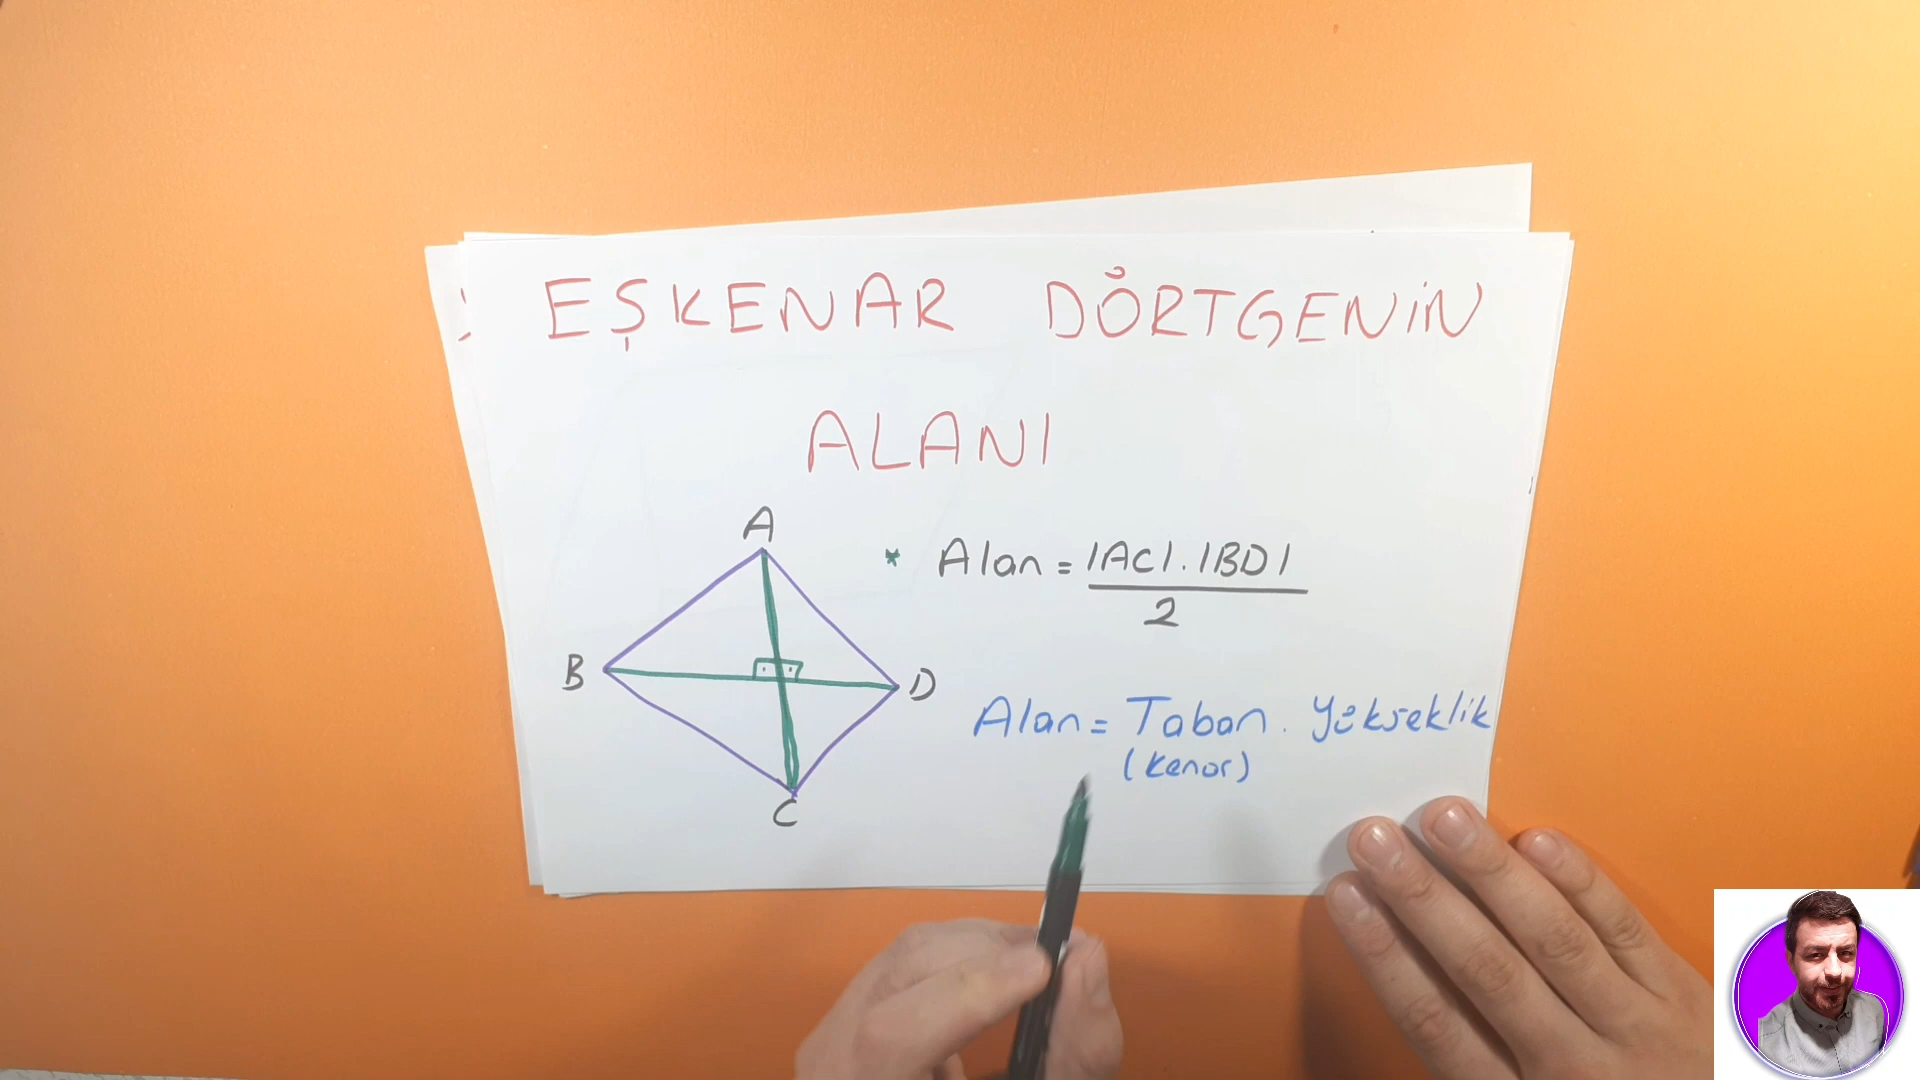 EŞKENAR DÖRTGENİN
ALANI
A
* Alan = |AC|.|BD|
2
B
D
Alan = Taban . Yükseklik
(kenar)
C